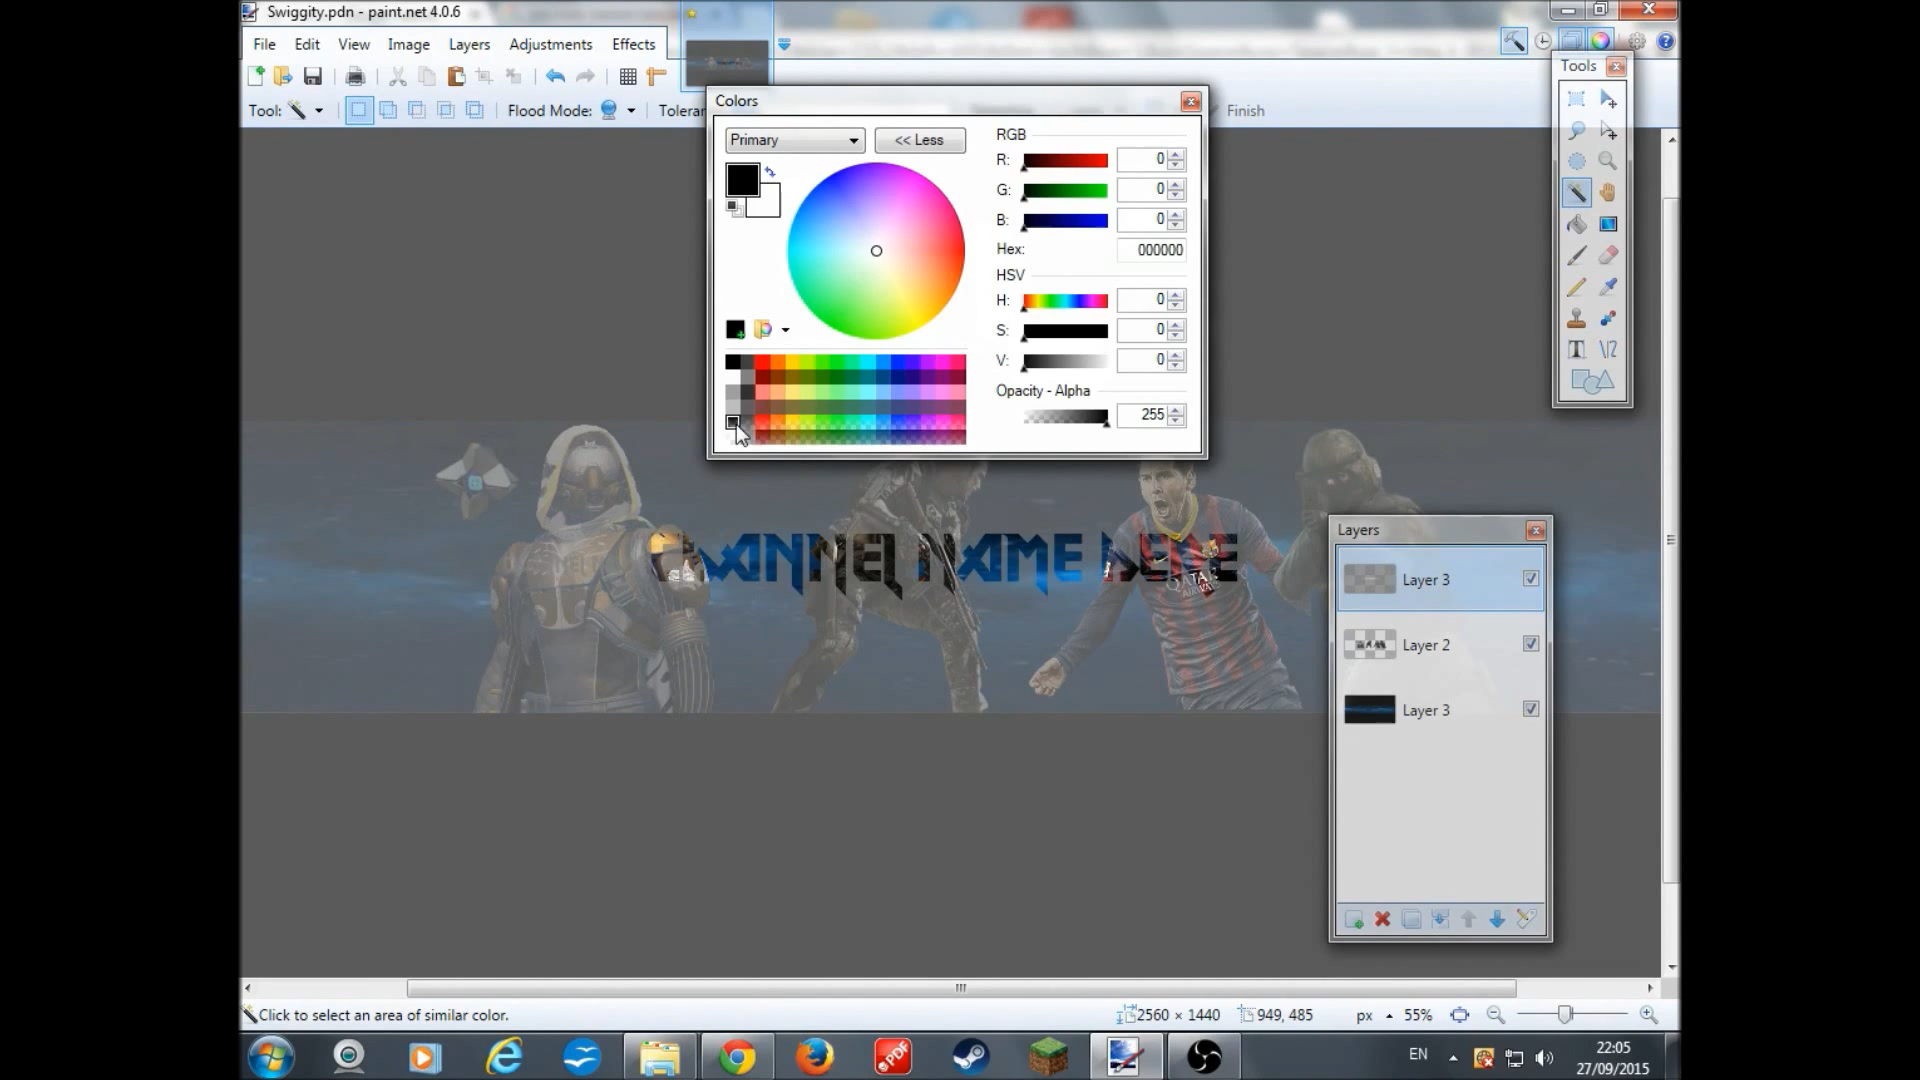 Swiggity.pdn - paint.net 4.0.6
File Edit View Image Layers Adjustments Effects
Tool: Flood Mode: Finish
Colors
Primary << Less
RGB
R: 0
G: 0
B: 0
Hex: 000000
HSV
H: 0
S: 0
V: 0
Opacity - Alpha
255
Tools
Layers
Layer 3
Layer 2
Layer 3
NAME
QATAR
Click to select an area of similar color.
2560 × 1440 949, 485 px 55%
PDF
EN
22:05
27/09/2015